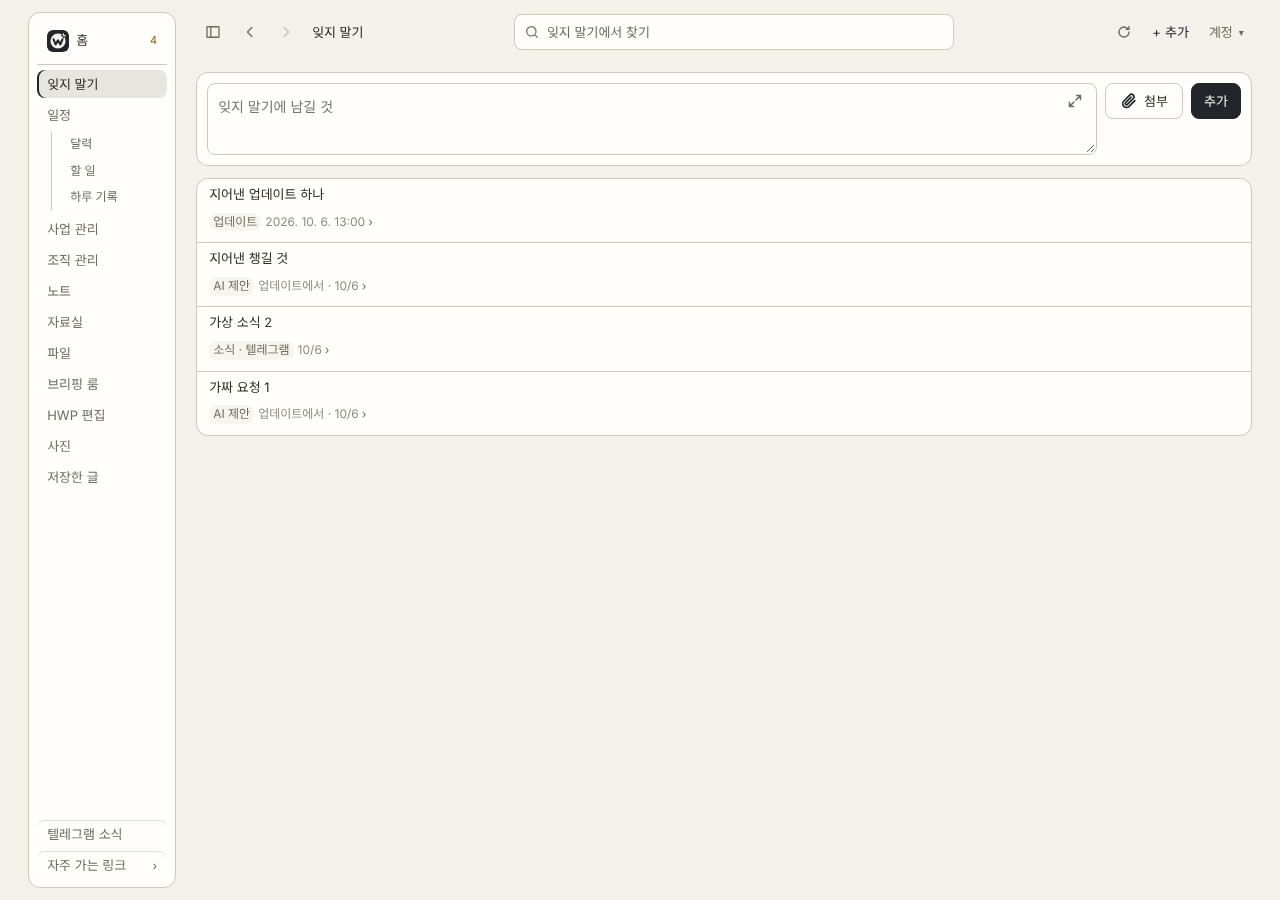 홈 4
잊지 말기
일정
달력
할 일
하루 기록
사업 관리
조직 관리
노트
자료실
파일
브리핑 룸
HWP 편집
사진
저장한 글
텔레그램 소식
자주 가는 링크 ›
잊지 말기
잊지 말기에서 찾기
+ 추가
계정 ▾
잊지 말기에 남길 것
첨부
추가
지어낸 업데이트 하나
업데이트 2026. 10. 6. 13:00 ›
지어낸 챙길 것
AI 제안 업데이트에서 · 10/6 ›
가상 소식 2
소식 · 텔레그램 10/6 ›
가짜 요청 1
AI 제안 업데이트에서 · 10/6 ›